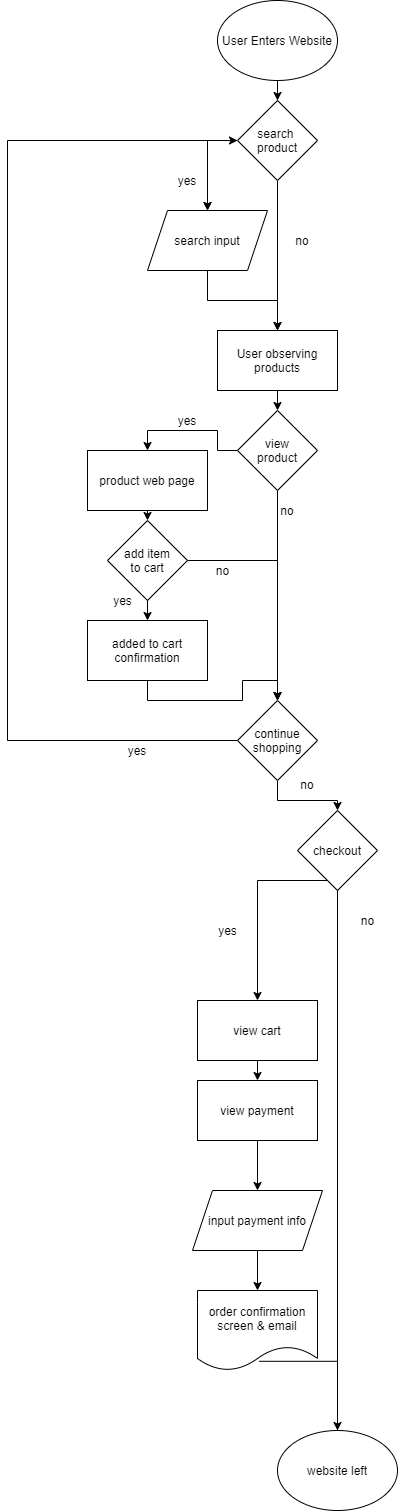 User Enters Website
search
product
yes
search input
no
User observing
products
yes
view
product
product web page
no
add item
to cart
no
yes
added to cart
confirmation
continue
shopping
yes
no
checkout
no
yes
view cart
view payment
input payment info
order confirmation
screen & email
website left